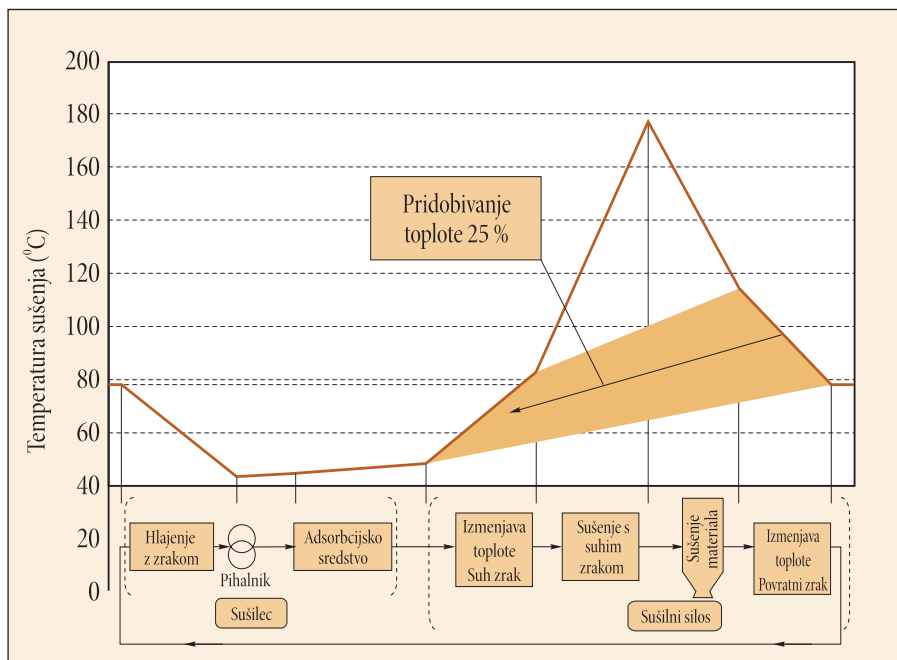 Temperatura sušenja (⁰C)
200
180
160
140
120
100
80
60
40
20
0
Pridobivanje
toplote 25 %
Hlajenje
z zrakom
Pihalnik
Adsorbcijsko
sredstvo
Sušilec
Izmenjava
toplote
Suh zrak
Sušenje s
suhim
zrakom
Sušenje
materiala
Izmenjava
toplote
Povratni zrak
Sušilni silos